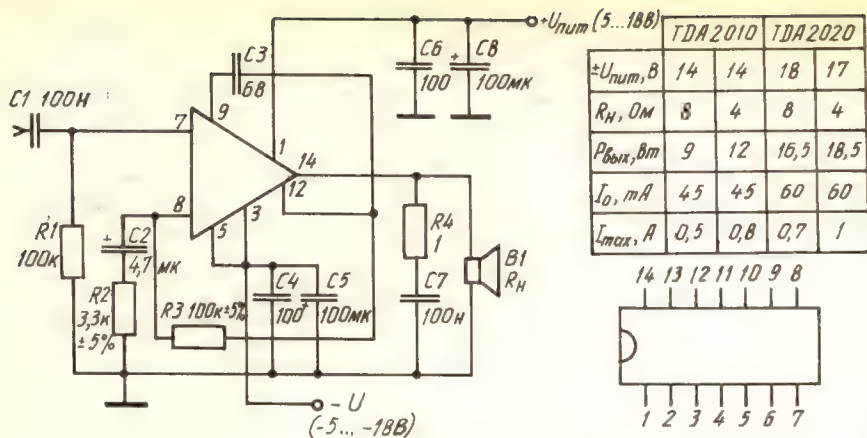 +Uпит (5...18В)
C1 100н
C3
68
C6
100
C8
+
100мк
7
9
1
14
12
8
5
3
R1
100к
+
C2
4,7 мк
R2
3,3к
±5%
R3 100к±5%
C4
100
+
C5
100мк
R4
1
C7
100н
B1
Rн
-U
(-5... -18В)
TDA2010 TDA2020
±Uпит, В 14 14 18 17
Rн, Ом 8 4 8 4
Pвых, Вт 9 12 16,5 18,5
I0, mA 45 45 60 60
Imax, A 0,5 0,8 0,7 1
14 13 12 11 10 9 8
1 2 3 4 5 6 7